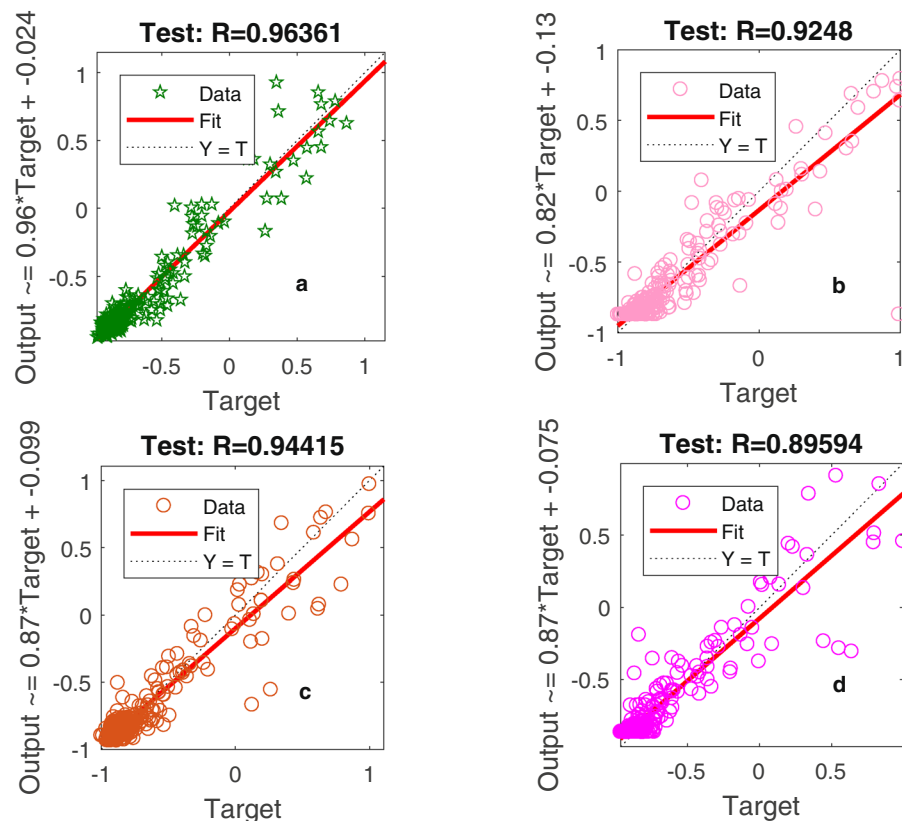 Test: R=0.96361
Output ~= 0.96*Target + -0.024
1
0.5
0
-0.5
Data
Fit
Y = T
a
-0.5
0
0.5
1
Target
Test: R=0.9248
Output ~= 0.82*Target + -0.13
1
0.5
0
-0.5
-1
Data
Fit
Y = T
b
-1
0
1
Target
Test: R=0.94415
Output ~= 0.87*Target + -0.099
1
0.5
0
-0.5
-1
Data
Fit
Y = T
c
-1
0
1
Target
Test: R=0.89594
Output ~= 0.87*Target + -0.075
1
0.5
0
-0.5
Data
Fit
Y = T
d
-0.5
0
0.5
Target